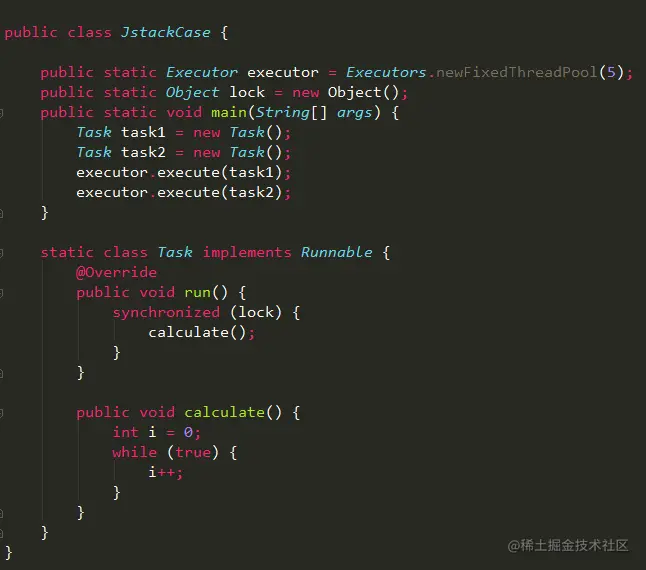 public class JstackCase {
    public static Executor executor = Executors.newFixedThreadPool(5);
    public static Object lock = new Object();
    public static void main(String[] args) {
        Task task1 = new Task();
        Task task2 = new Task();
        executor.execute(task1);
        executor.execute(task2);
    }
    static class Task implements Runnable {
        @Override
        public void run() {
            synchronized (lock) {
                calculate();
            }
        }
        public void calculate() {
            int i = 0;
            while (true) {
                i++;
            }
        }
    }
}
@稀土掘金技术社区